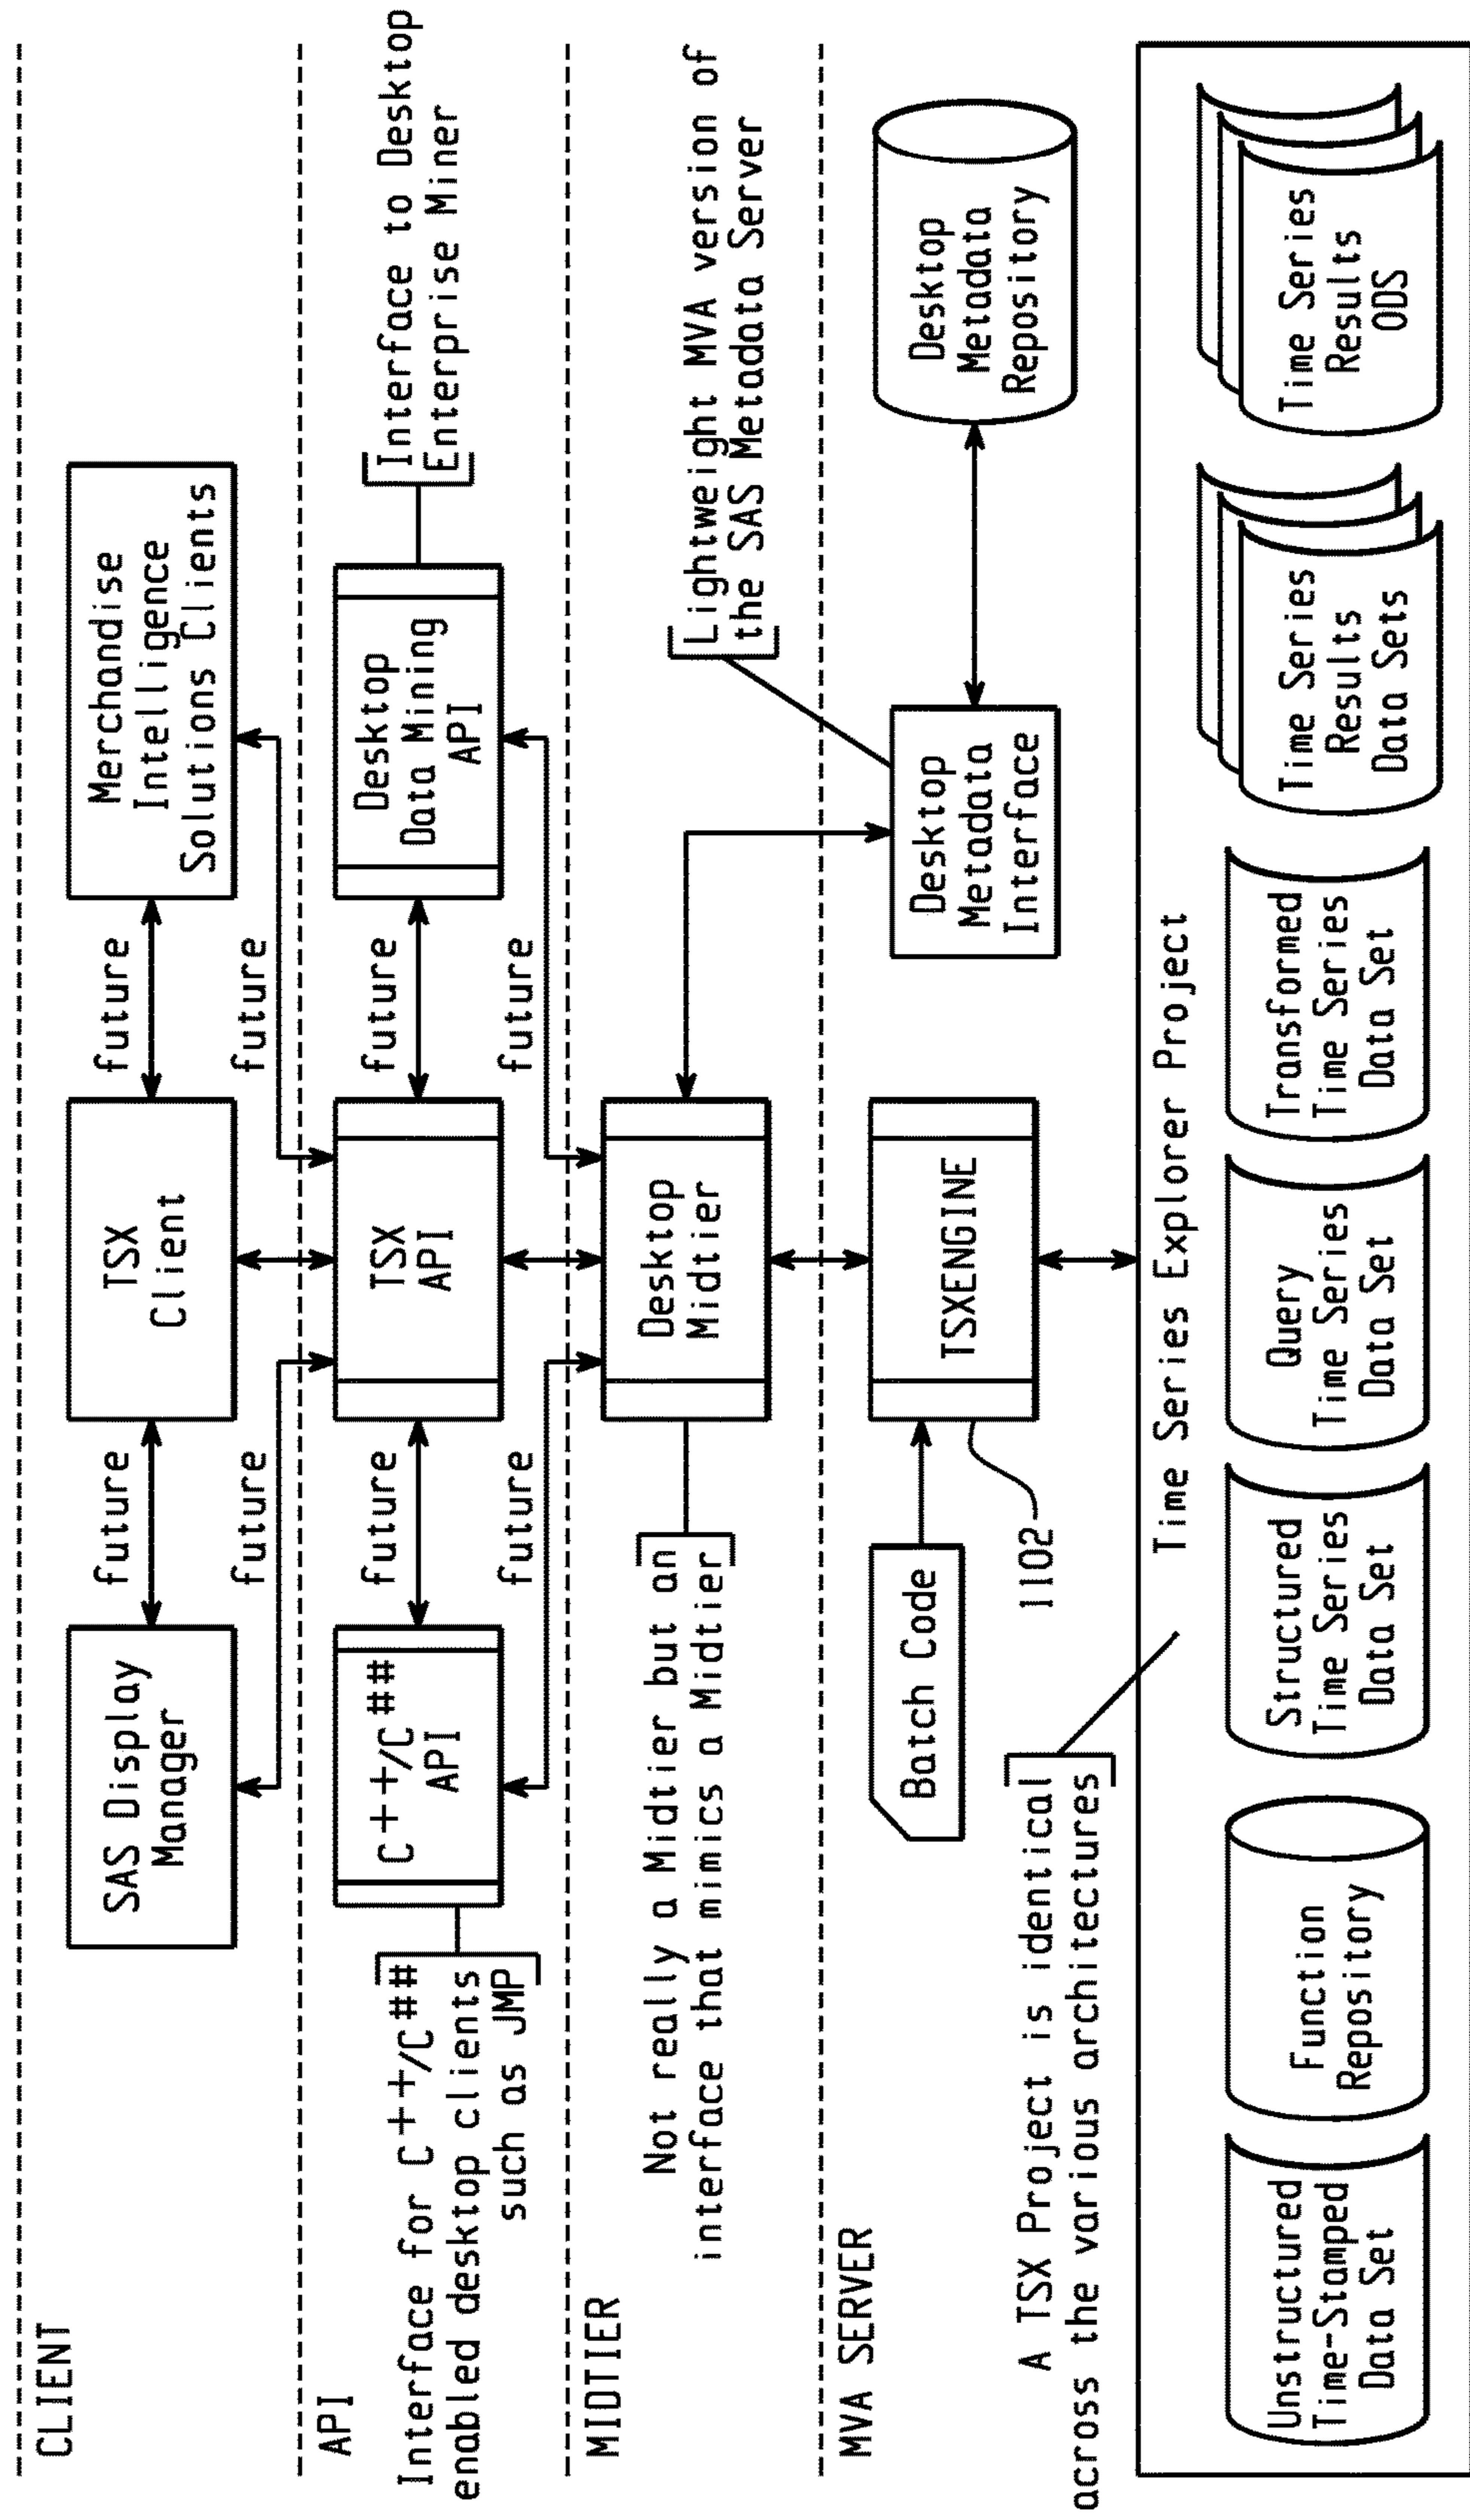 CLIENT
SAS Display
Manager
future
TSX
Client
future
Merchandise
Intelligence
Solutions Clients
future
future
API
Interface for C++/C##
enabled desktop clients
such as JMP
C++/C##
API
future
TSX
API
future
Desktop
Data Mining
API
Interface to Desktop
Enterprise Miner
future
future
MIDTIER
Not really a Midtier but an
interface that mimics a Midtier
Desktop
Midtier
Lightweight MVA version of
the SAS Metadata Server
MVA SERVER
Batch Code
TSXENGINE
1102
Desktop
Metadata
Interface
Desktop
Metadata
Repository
A TSX Project is identical
across the various architectures
Time Series Explorer Project
Unstructured
Time-Stamped
Data Set
Function
Repository
Structured
Time Series
Data Set
Query
Time Series
Data Set
Transformed
Time Series
Data Set
Time Series
Results
Data Sets
Time Series
Results
ODS